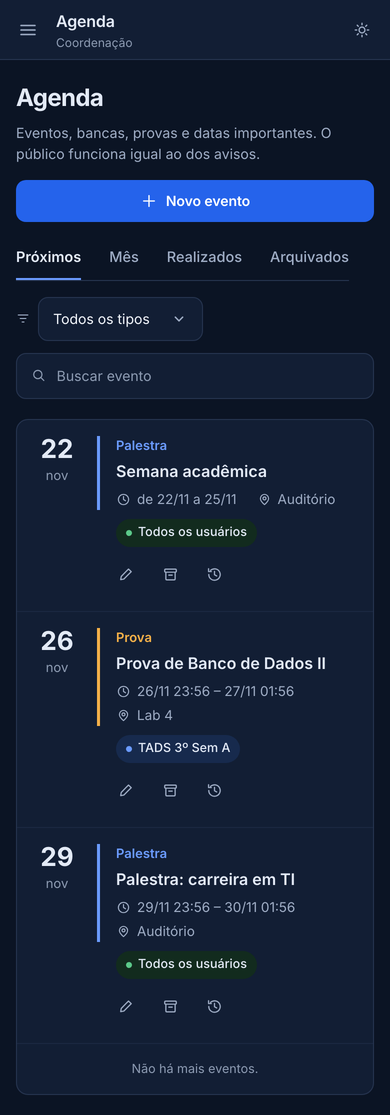 Agenda
Coordenação
Agenda
Eventos, bancas, provas e datas importantes. O
público funciona igual ao dos avisos.
Novo evento
Próximos Mês Realizados Arquivados
Todos os tipos
Buscar evento
22
nov
Palestra
Semana acadêmica
de 22/11 a 25/11 Auditório
Todos os usuários
26
nov
Prova
Prova de Banco de Dados II
26/11 23:56 – 27/11 01:56
Lab 4
TADS 3º Sem A
29
nov
Palestra
Palestra: carreira em TI
29/11 23:56 – 30/11 01:56
Auditório
Todos os usuários
Não há mais eventos.